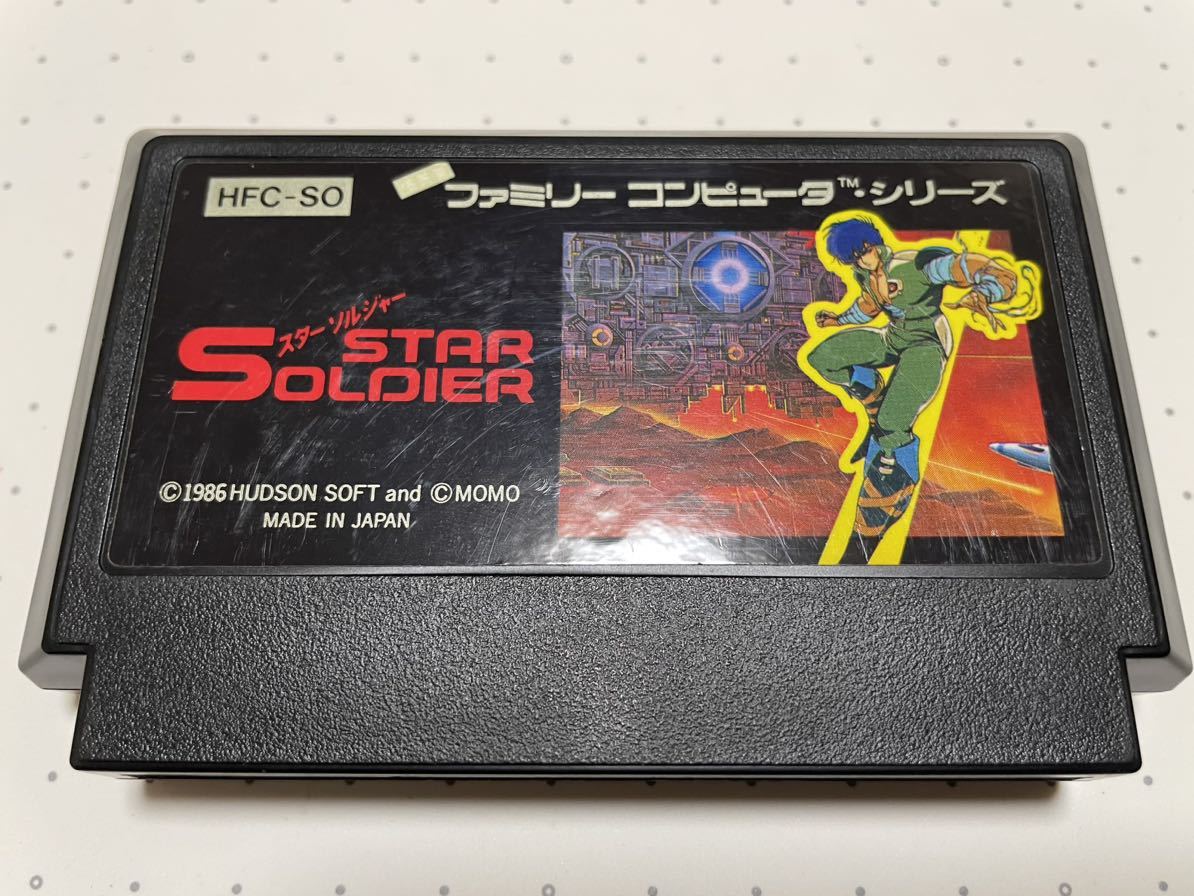 HFC-SO
ファミリー コンピュータ™・シリーズ
スターソルジャー
STAR
SOLDIER
©1986 HUDSON SOFT and ©MOMO
MADE IN JAPAN